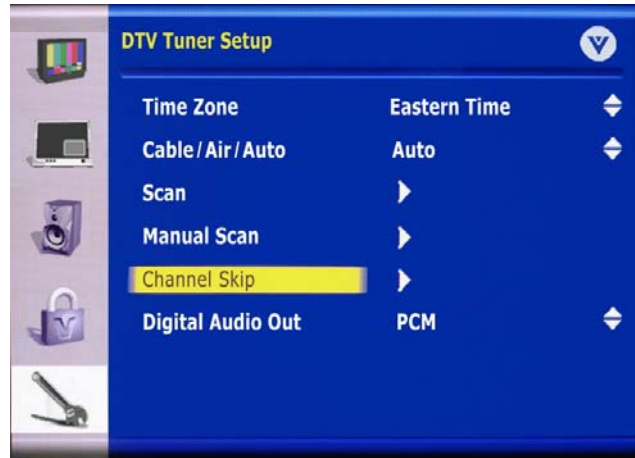 DTV Tuner Setup
V
Time Zone Eastern Time
Cable/Air/Auto Auto
Scan
Manual Scan
Channel Skip
Digital Audio Out PCM
V